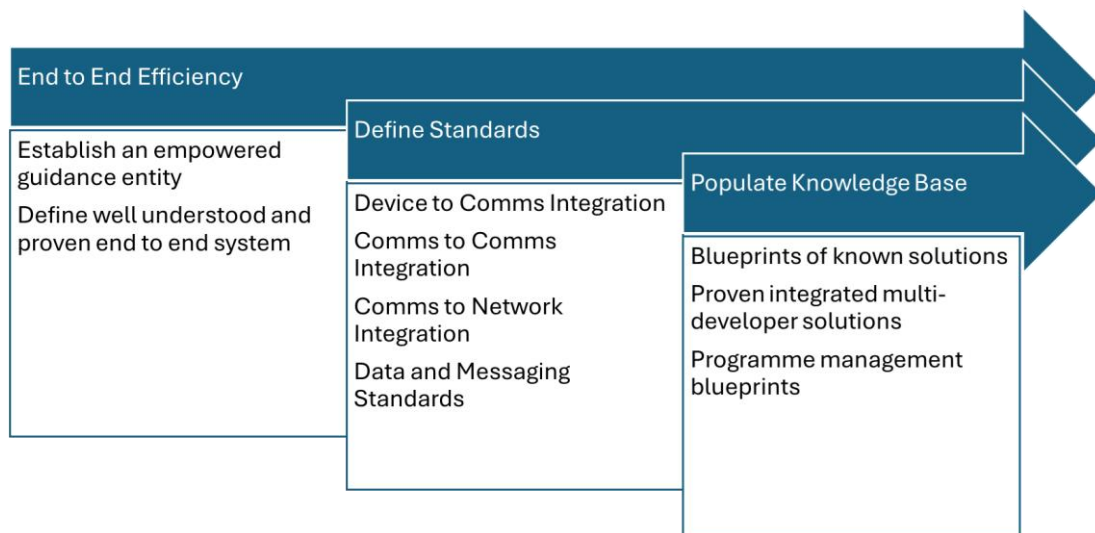 End to End Efficiency
Establish an empowered
guidance entity
Define well understood and
proven end to end system
Define Standards
Device to Comms Integration
Comms to Comms
Integration
Comms to Network
Integration
Data and Messaging
Standards
Populate Knowledge Base
Blueprints of known solutions
Proven integrated multi-
developer solutions
Programme management
blueprints